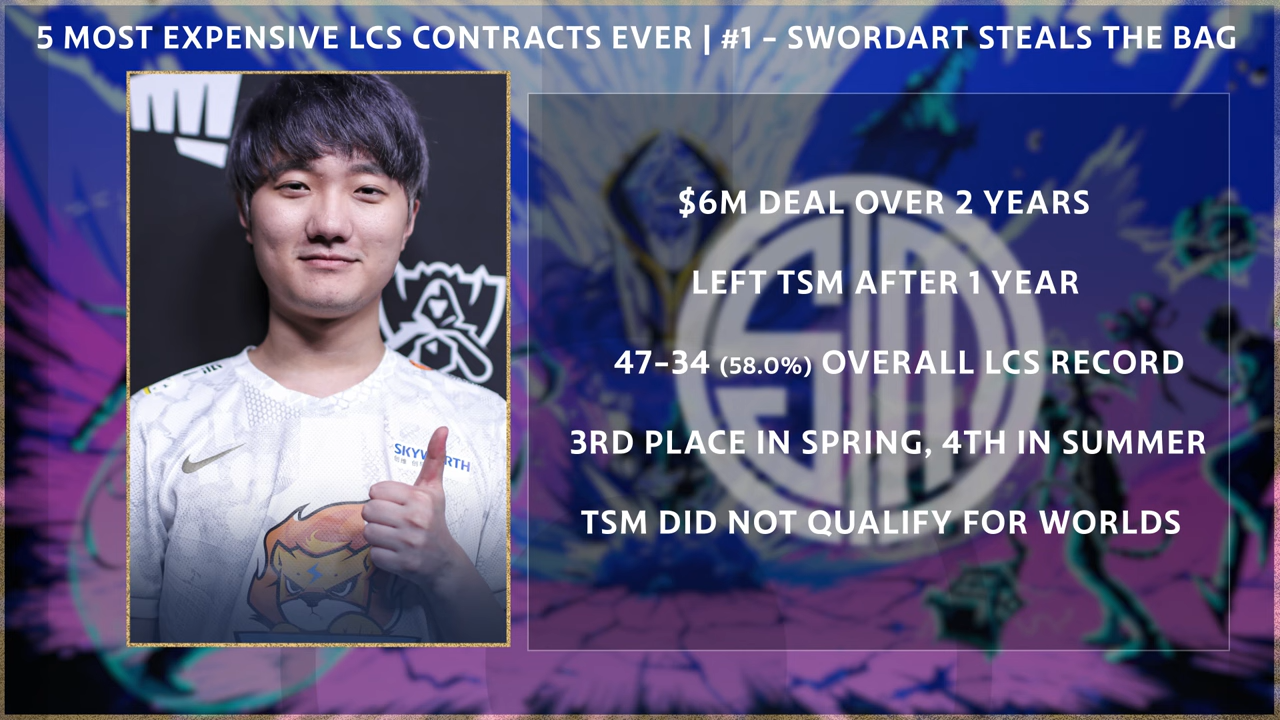 5 MOST EXPENSIVE LCS CONTRACTS EVER | #1 – SWORDART STEALS THE BAG
$6M DEAL OVER 2 YEARS
LEFT TSM AFTER 1 YEAR
47–34 (58.0%) OVERALL LCS RECORD
3RD PLACE IN SPRING, 4TH IN SUMMER
TSM DID NOT QUALIFY FOR WORLDS
TSM